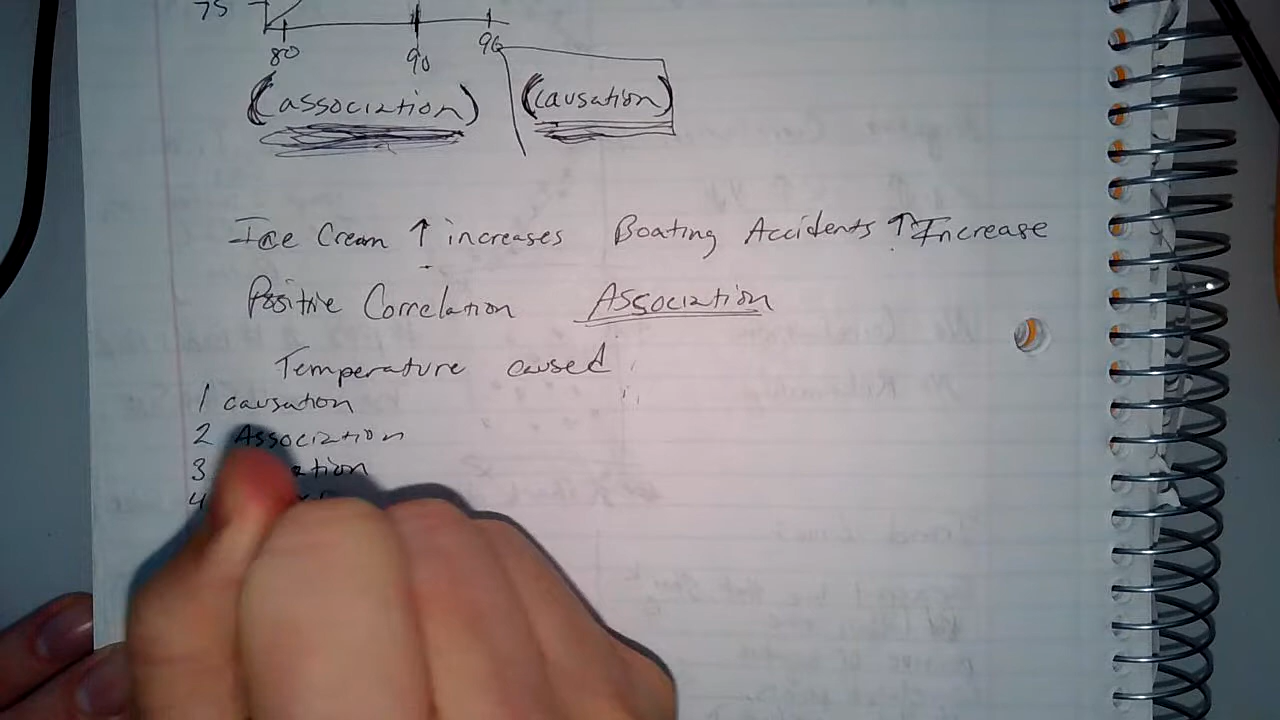 75
80 90 96
(association) (causation)
Ice Cream ↑ increases Boating Accidents ↑ Increase
Positive Correlation Association
Temperature caused
1 causation
2 Association
3
4